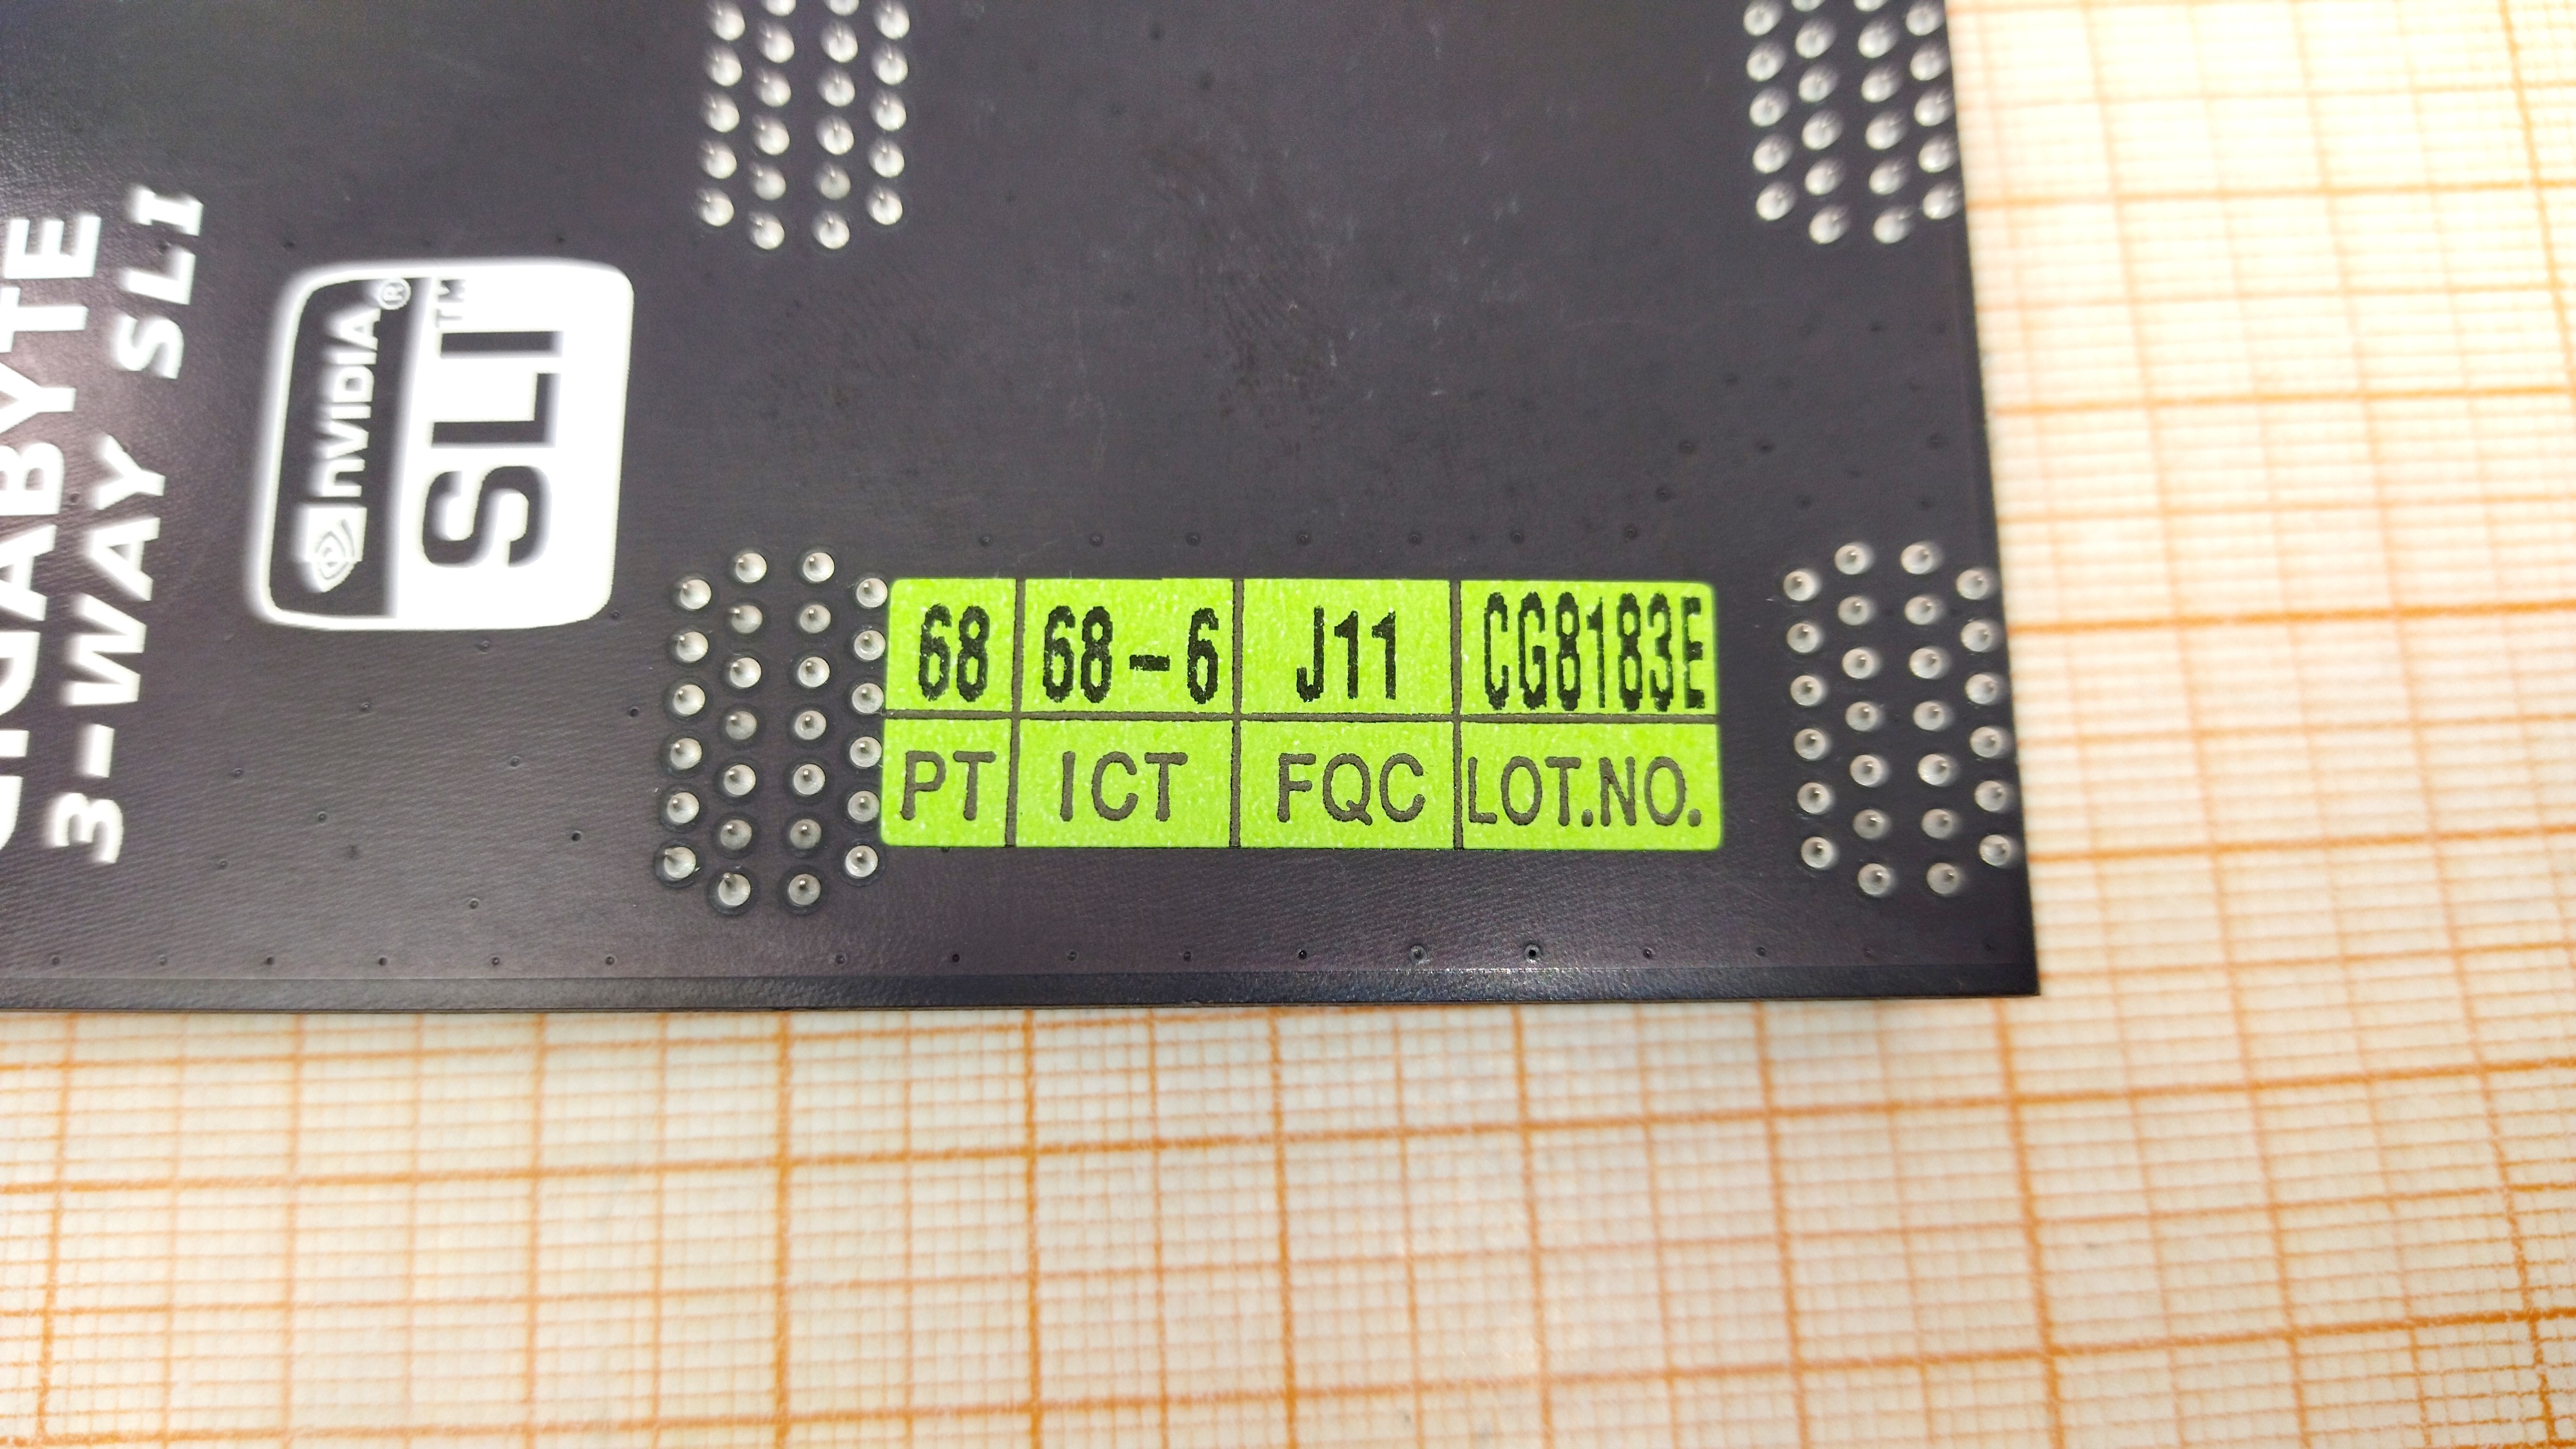 GIGABYTE
3-WAY SLI
nVIDIA®
SLI™
68 68-6 J11 CG8183E
PT ICT FQC LOT.NO.